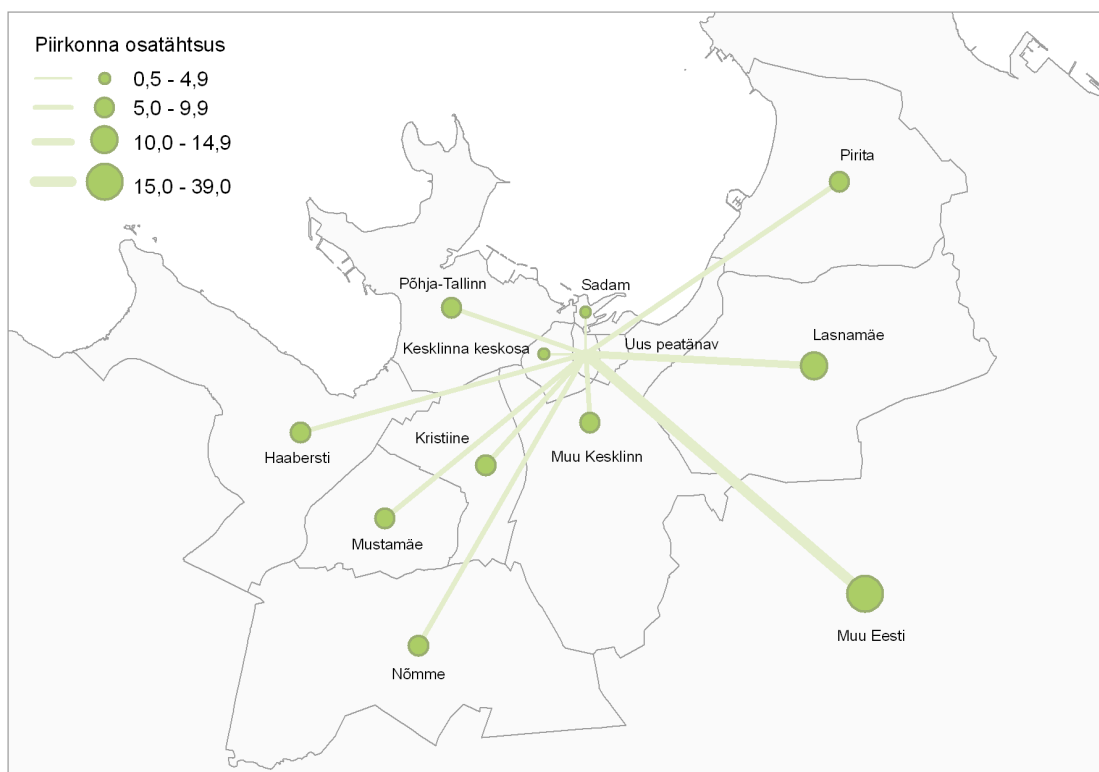 Piirkonna osatähtsus
0,5 - 4,9
5,0 - 9,9
10,0 - 14,9
15,0 - 39,0
Pirita
Põhja-Tallinn
Sadam
Kesklinna keskosa
Uus peatänav
Lasnamäe
Haabersti
Kristiine
Muu Kesklinn
Mustamäe
Muu Eesti
Nõmme